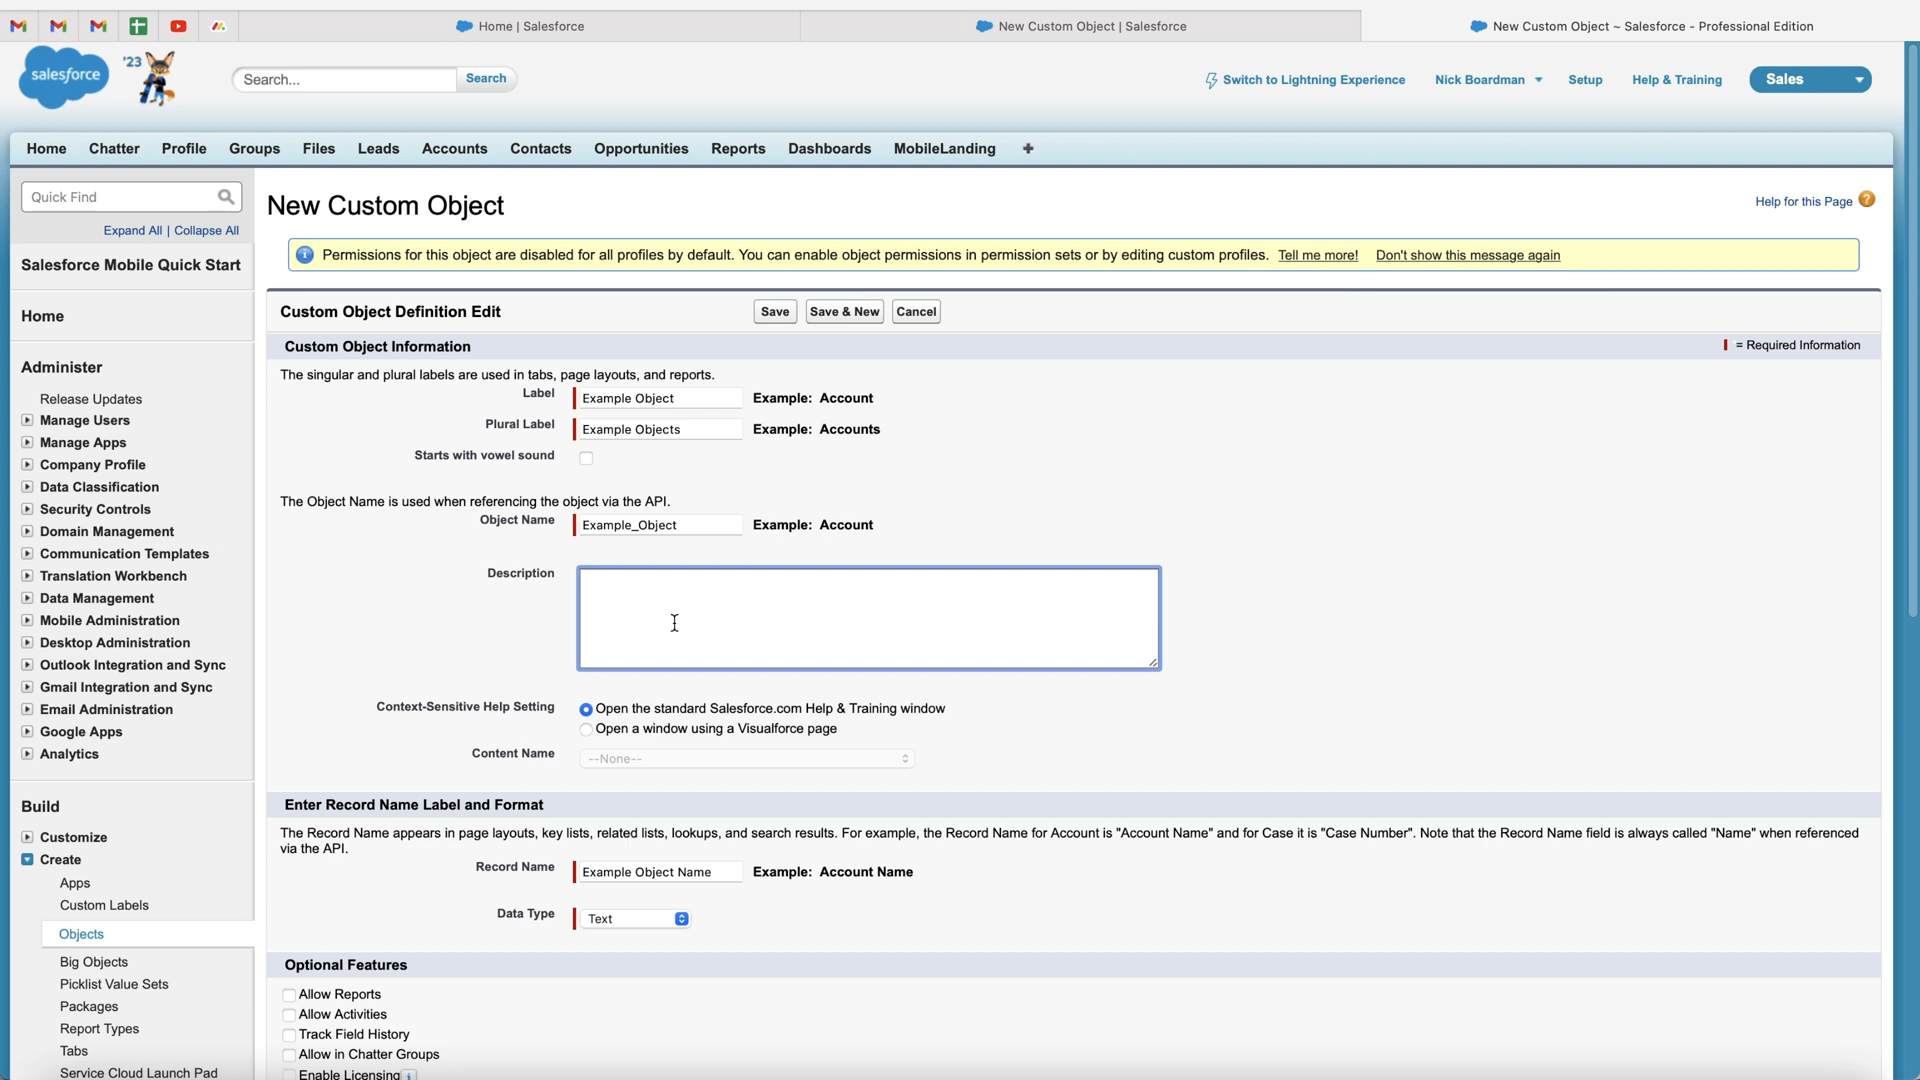 Home | Salesforce
New Custom Object | Salesforce
New Custom Object ~ Salesforce - Professional Edition
salesforce
'23
Search...
Search
Switch to Lightning Experience
Nick Boardman
Setup
Help & Training
Sales
Home
Chatter
Profile
Groups
Files
Leads
Accounts
Contacts
Opportunities
Reports
Dashboards
MobileLanding
+
Quick Find
Expand All | Collapse All
Salesforce Mobile Quick Start
Home
Administer
Release Updates
Manage Users
Manage Apps
Company Profile
Data Classification
Security Controls
Domain Management
Communication Templates
Translation Workbench
Data Management
Mobile Administration
Desktop Administration
Outlook Integration and Sync
Gmail Integration and Sync
Email Administration
Google Apps
Analytics
Build
Customize
Create
Apps
Custom Labels
Objects
Big Objects
Picklist Value Sets
Packages
Report Types
Tabs
Service Cloud Launch Pad
New Custom Object
Help for this Page ?
Permissions for this object are disabled for all profiles by default. You can enable object permissions in permission sets or by editing custom profiles. Tell me more! Don't show this message again
Custom Object Definition Edit
Save
Save & New
Cancel
Custom Object Information
= Required Information
The singular and plural labels are used in tabs, page layouts, and reports.
Label
Example Object
Example: Account
Plural Label
Example Objects
Example: Accounts
Starts with vowel sound
The Object Name is used when referencing the object via the API.
Object Name
Example_Object
Example: Account
Description
Context-Sensitive Help Setting
Open the standard Salesforce.com Help & Training window
Open a window using a Visualforce page
Content Name
--None--
Enter Record Name Label and Format
The Record Name appears in page layouts, key lists, related lists, lookups, and search results. For example, the Record Name for Account is "Account Name" and for Case it is "Case Number". Note that the Record Name field is always called "Name" when referenced
via the API.
Record Name
Example Object Name
Example: Account Name
Data Type
Text
Optional Features
Allow Reports
Allow Activities
Track Field History
Allow in Chatter Groups
Enable Licensing